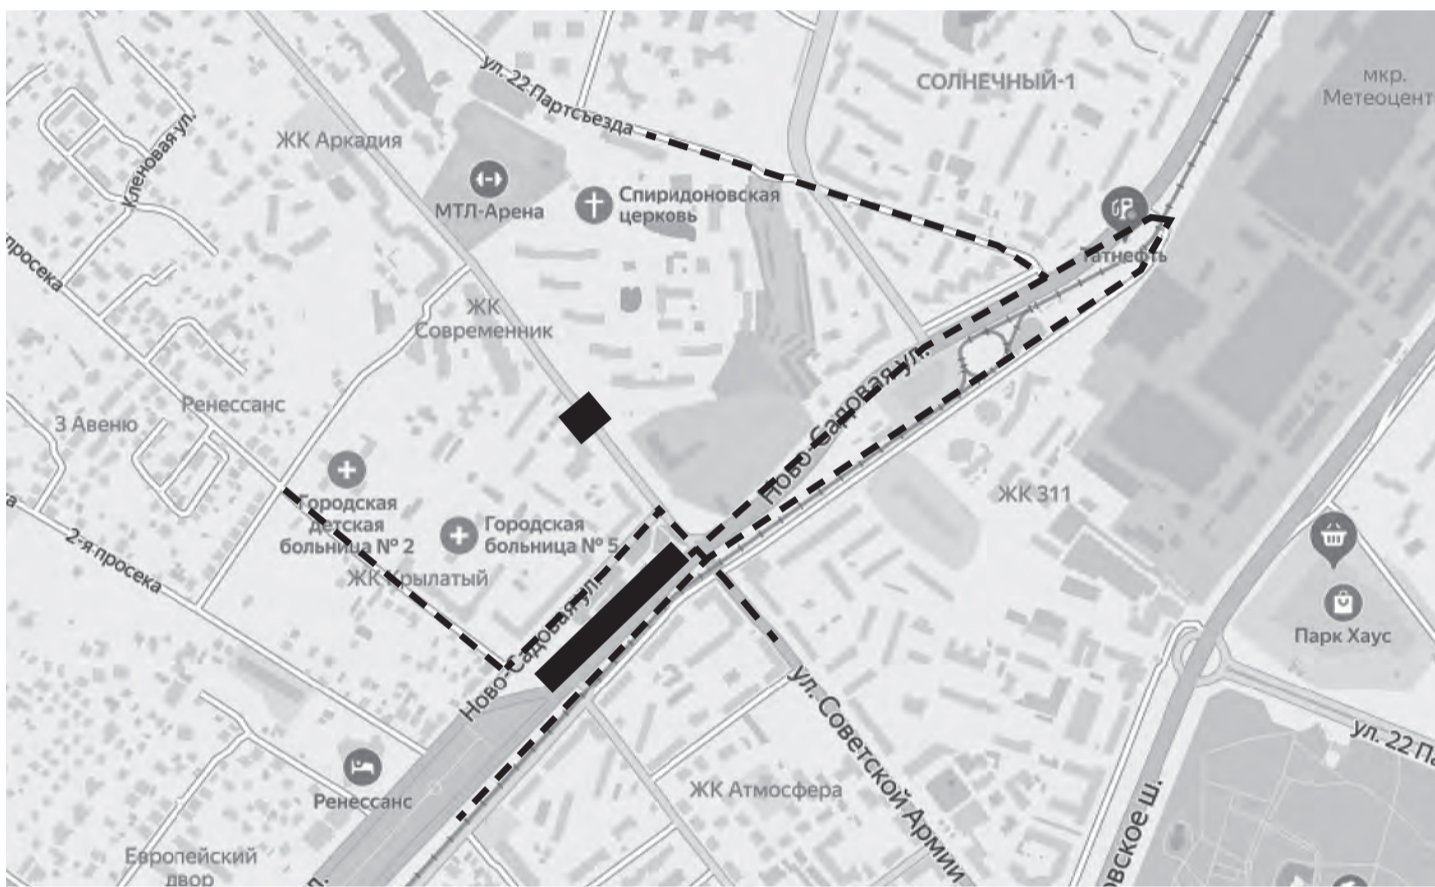 ул. 22 Партсъезда
СОЛНЕЧНЫЙ-1
мкр.
Метеоцент
Кленовая ул.
ЖК Аркадия
МТЛ-Арена
Спиридоновская
церковь
Татнефть
просека
ЖК
Современник
Ново-Садовая ул.
3 Авеню
Ренессанс
ЖК 311
Городская
детская
больница № 2
Городская
больница № 5
ЖК Крылатый
а
2-я просека
Ново-Садовая ул.
Парк Хаус
ул. Советской Армии
ул. 22 Па
Ренессанс
ЖК Атмосфера
овское ш.
Европейский
двор
л.